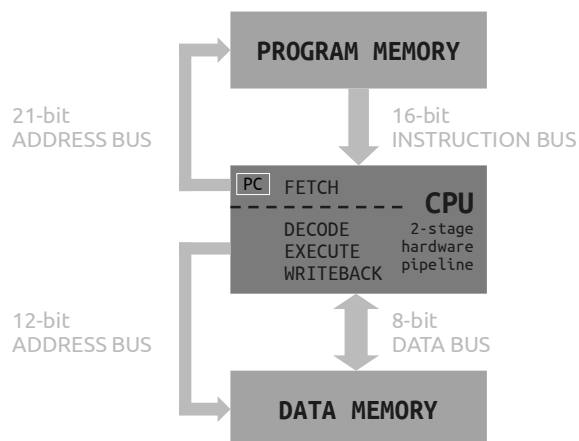 PROGRAM MEMORY
21-bit
ADDRESS BUS
16-bit
INSTRUCTION BUS
PC FETCH
CPU
DECODE
EXECUTE
WRITEBACK
2-stage
hardware
pipeline
12-bit
ADDRESS BUS
8-bit
DATA BUS
DATA MEMORY